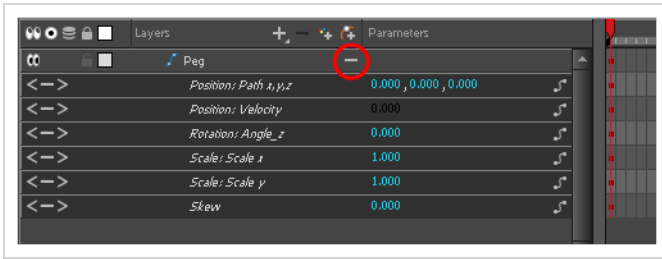 Layers Parameters
Peg
Position: Path x,y,z 0.000 , 0.000 , 0.000
Position: Velocity 0.000
Rotation: Angle_z 0.000
Scale: Scale x 1.000
Scale: Scale y 1.000
Skew 0.000